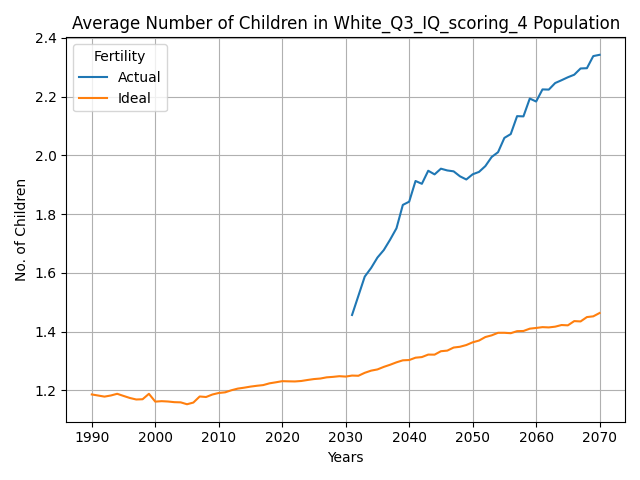 Average Number of Children in White_Q3_IQ_scoring_4 Population
Fertility
Actual
Ideal
No. of Children
2.4
2.2
2.0
1.8
1.6
1.4
1.2
1990 2000 2010 2020 2030 2040 2050 2060 2070
Years